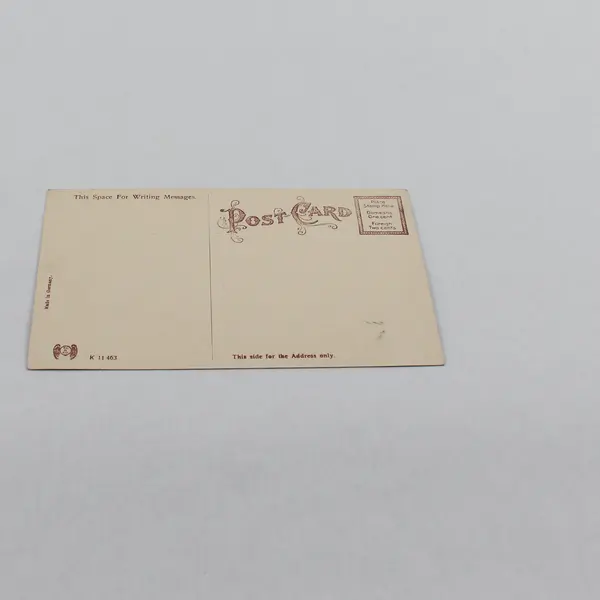 This Space For Writing Messages.
POST CARD
Affix
Stamp Here
Domestic
One cent
Foreign
Two cents
Made in Germany.
K 11463
This side for the Address only.